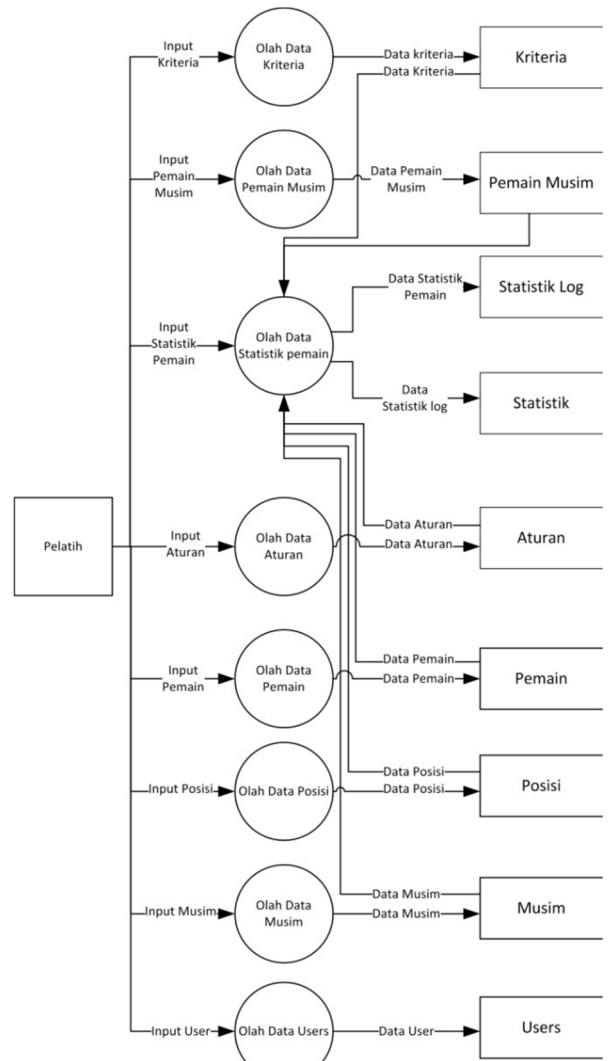 Input
Kriteria
Olah Data
Kriteria
Data kriteria
Data Kriteria
Kriteria
Input
Pemain
Musim
Olah Data
Pemain Musim
Data Pemain
Musim
Pemain Musim
Data Statistik
Pemain
Statistik Log
Input
Statistik
Pemain
Olah Data
Statistik pemain
Data
Statistik log
Statistik
Pelatih
Input
Aturan
Olah Data
Aturan
Data Aturan
Data Aturan
Aturan
Input
Pemain
Olah Data
Pemain
Data Pemain
Data Pemain
Pemain
Input Posisi
Olah Data Posisi
Data Posisi
Data Posisi
Posisi
Input Musim
Olah Data
Musim
Data Musim
Data Musim
Musim
Input User
Olah Data Users
Data User
Users